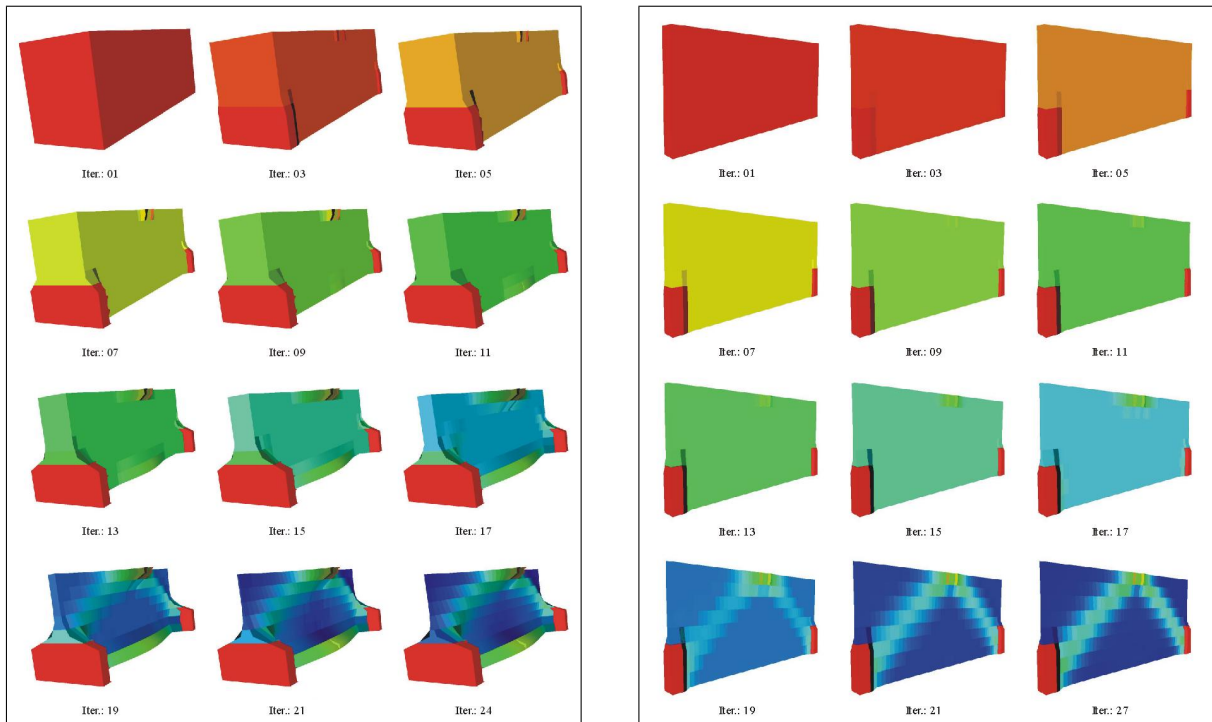 Iter.: 01
Iter.: 03
Iter.: 05
Iter.: 07
Iter.: 09
Iter.: 11
Iter.: 13
Iter.: 15
Iter.: 17
Iter.: 19
Iter.: 21
Iter.: 24
Iter.: 01
Iter.: 03
Iter.: 05
Iter.: 07
Iter.: 09
Iter.: 11
Iter.: 13
Iter.: 15
Iter.: 17
Iter.: 19
Iter.: 21
Iter.: 27